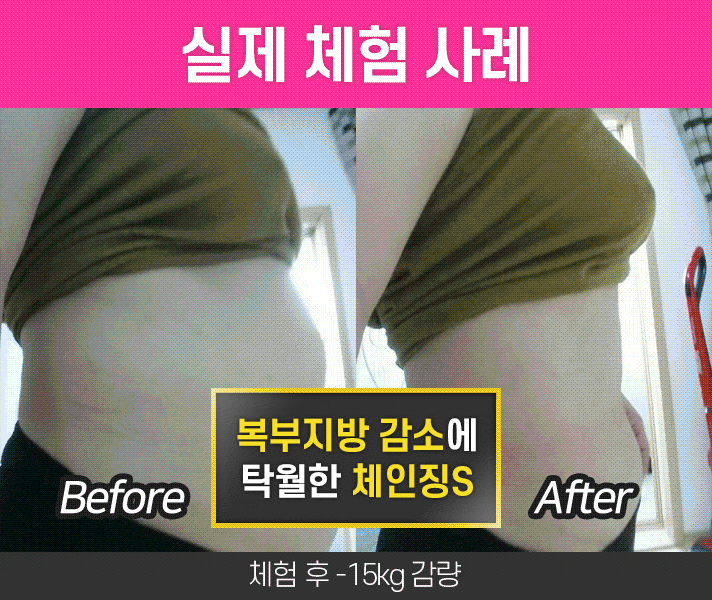 실제 체험 사례
복부지방 감소에
탁월한 체인징S
Before
After
체험 후 -15kg 감량